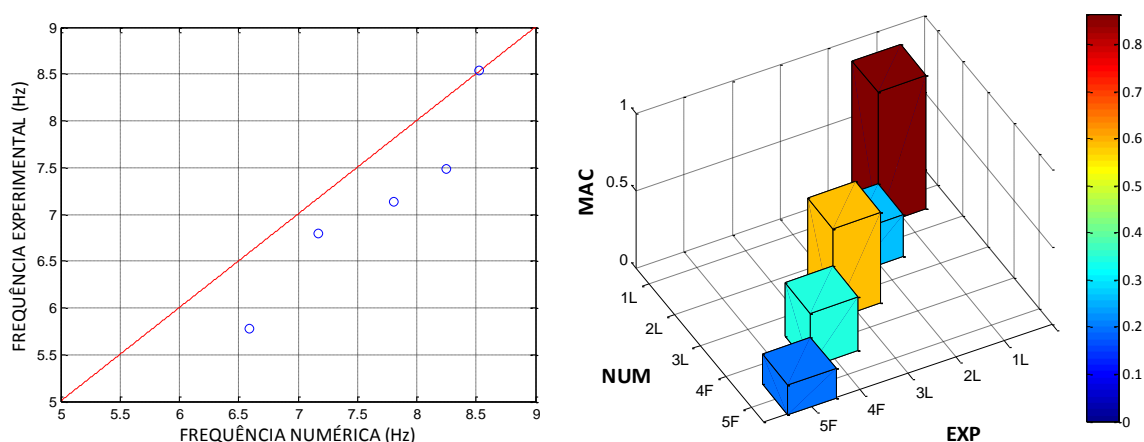 9
8.5
8
7.5
7
6.5
6
5.5
5
5 5.5 6 6.5 7 7.5 8 8.5 9
FREQUÊNCIA EXPERIMENTAL (Hz)
FREQUÊNCIA NUMÉRICA (Hz)
1
0.5
0
MAC
1L
2L
3L
4F
5F
NUM
5F
4F
3L
2L
1L
EXP
0.8
0.7
0.6
0.5
0.4
0.3
0.2
0.1
0